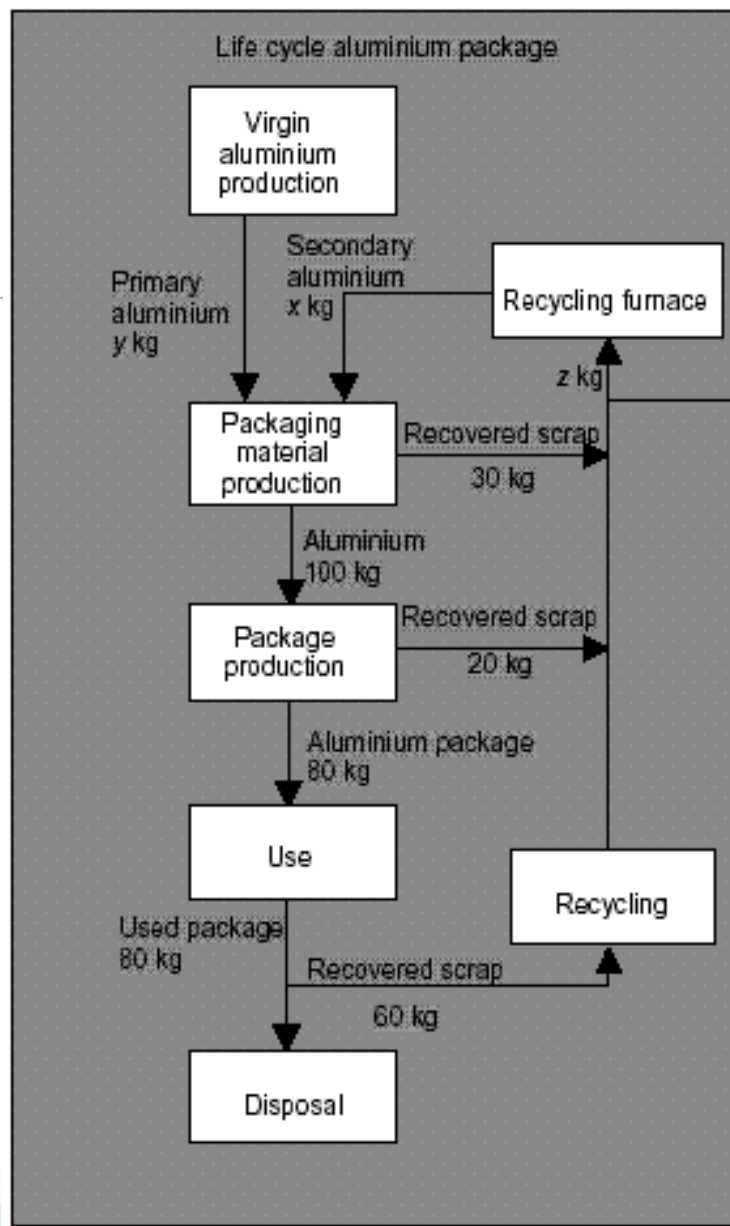 Life cycle aluminium package
Virgin
aluminium
production
Secondary
aluminium
x kg
Primary
aluminium
y kg
Recycling furnace
z kg
Packaging
material
production
Recovered scrap
30 kg
Aluminium
100 kg
Package
production
Recovered scrap
20 kg
Aluminium package
80 kg
Use
Recycling
Used package
80 kg
Recovered scrap
60 kg
Disposal